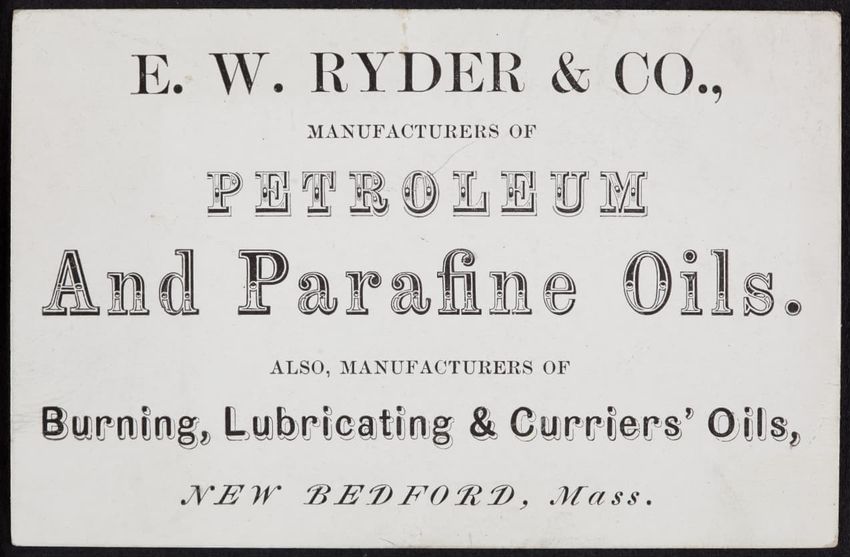 E. W. RYDER & CO.,
MANUFACTURERS OF
PETROLEUM
And Parafine Oils.
ALSO, MANUFACTURERS OF
Burning, Lubricating & Curriers' Oils,
NEW BEDFORD, Mass.